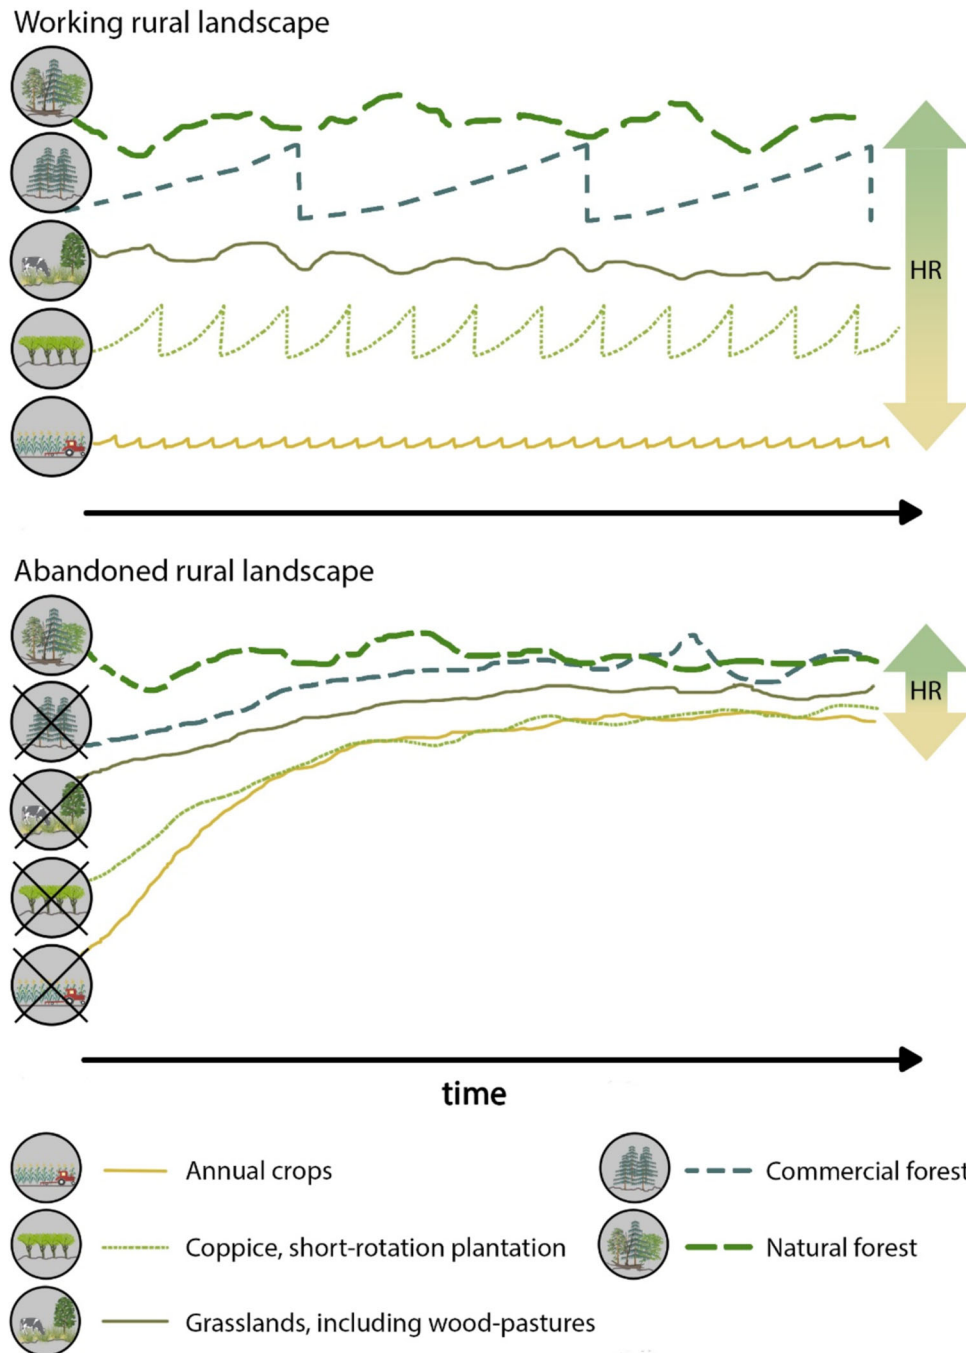 Working rural landscape
HR
Abandoned rural landscape
HR
time
Annual crops
Commercial forest
Coppice, short-rotation plantation
Natural forest
Grasslands, including wood-pastures